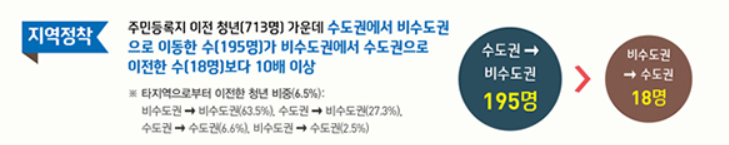 지역정착
주민등록지 이전 청년(713명) 가운데 수도권에서 비수도권
으로 이동한 수(195명)가 비수도권에서 수도권으로
이전한 수(18명)보다 10배 이상
※ 타지역으로부터 이전한 청년 비중(6.5%):
비수도권 → 비수도권(63.5%), 수도권 → 비수도권(27.3%),
수도권 → 수도권(6.6%), 비수도권 → 수도권(2.5%)
수도권 →
비수도권
195명
>
비수도권
→ 수도권
18명